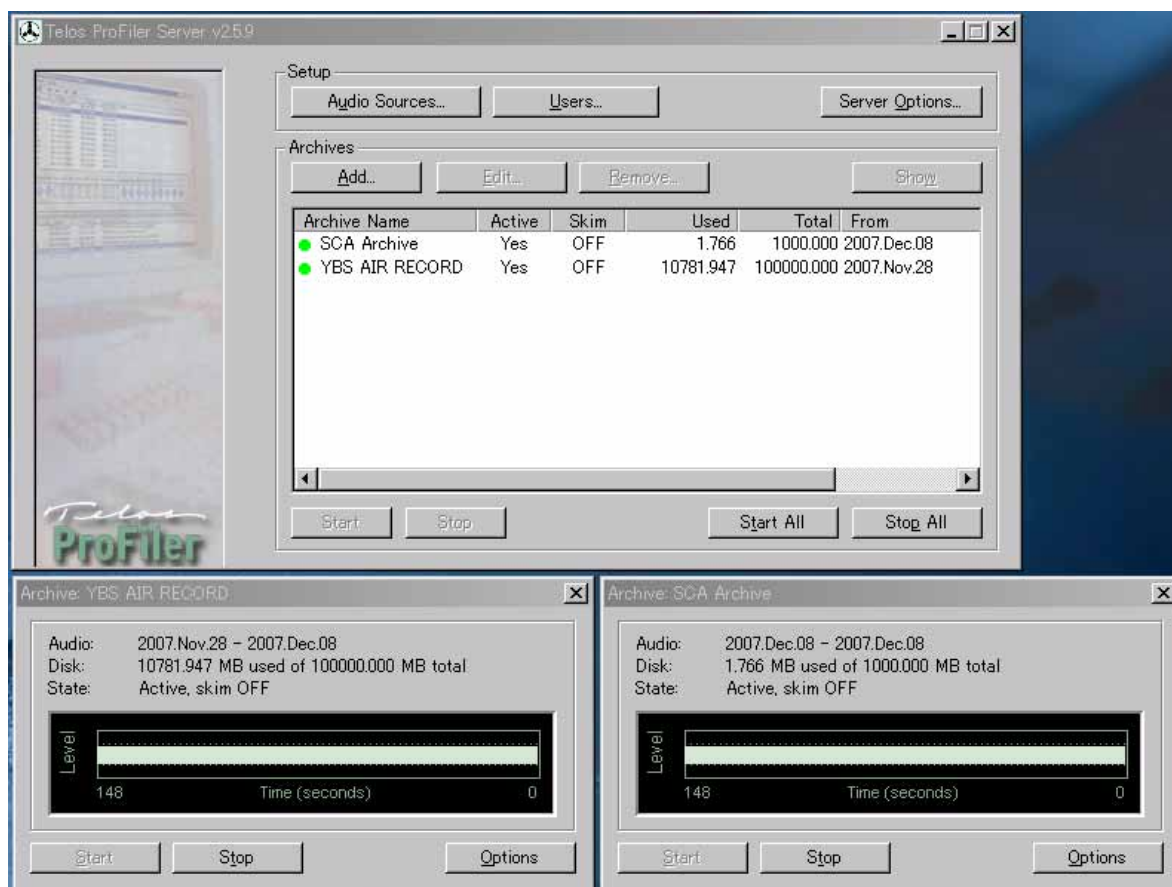 Telos ProFiler Server v2.5.9
Setup
Audio Sources... Users... Server Options...
Archives
Add... Edit... Remove... Show
Archive Name Active Skim Used Total From
SCA Archive Yes OFF 1.766 1000.000 2007.Dec.08
YBS AIR RECORD Yes OFF 10781.947 100000.000 2007.Nov.28
Start Stop Start All Stop All
Telos
ProFiler
Archive: YBS AIR RECORD
Audio: 2007.Nov.28 - 2007.Dec.08
Disk: 10781.947 MB used of 100000.000 MB total
State: Active, skim OFF
Level
148 Time (seconds) 0
Start Stop Options
Archive: SCA Archive
Audio: 2007.Dec.08 - 2007.Dec.08
Disk: 1.766 MB used of 1000.000 MB total
State: Active, skim OFF
Level
148 Time (seconds) 0
Start Stop Options